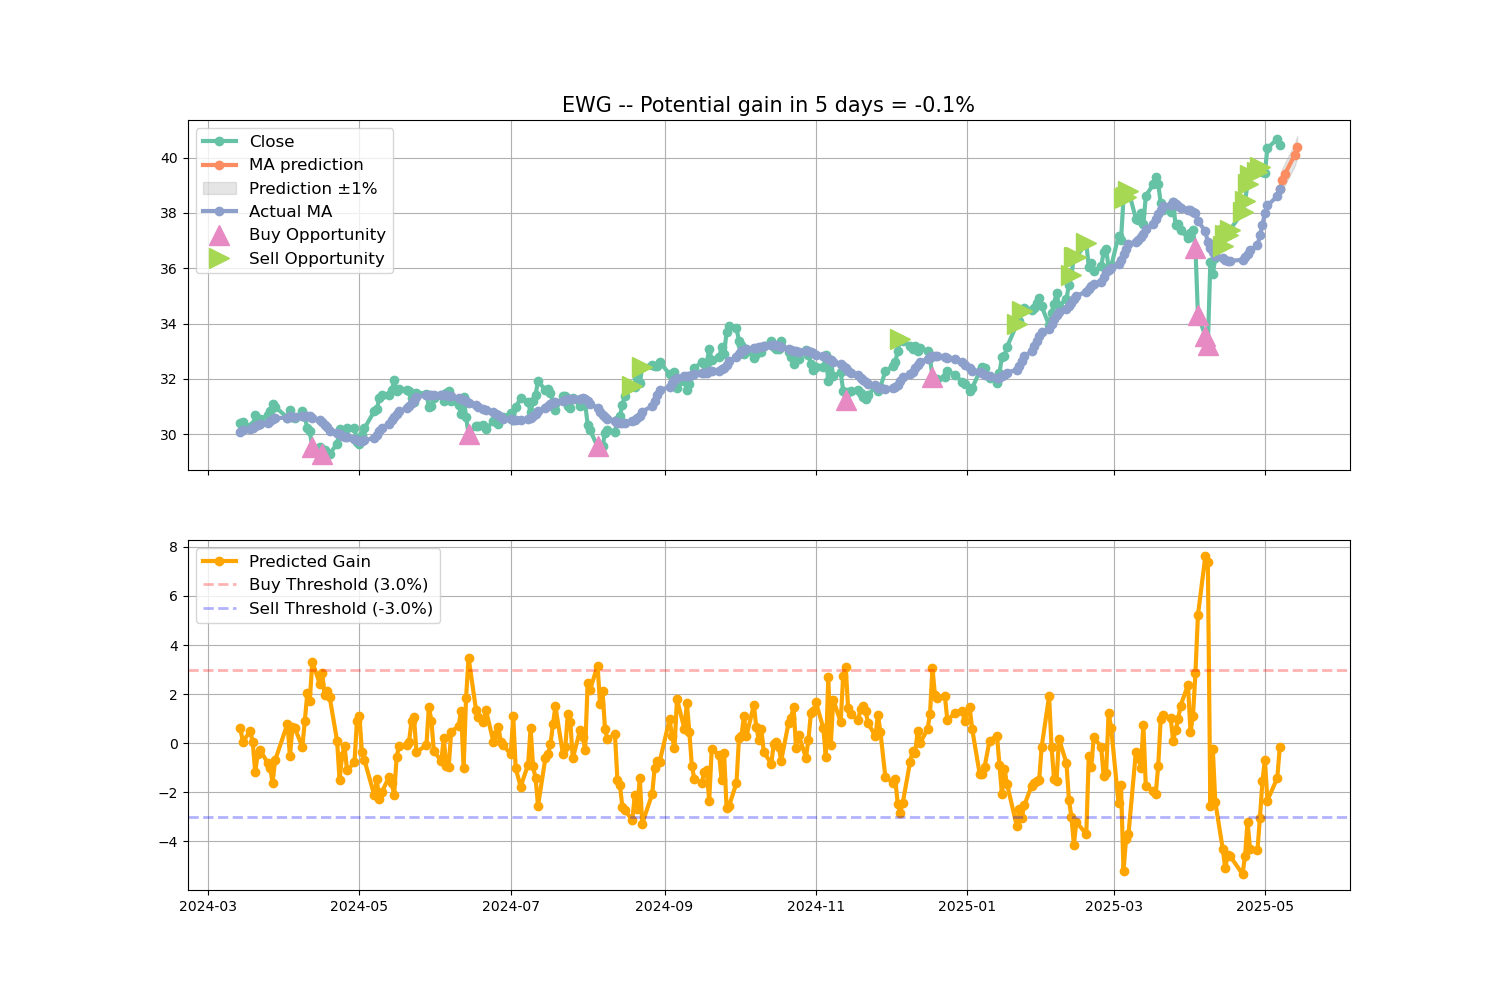 EWG -- Potential gain in 5 days = -0.1%
Close
MA prediction
Prediction ±1%
Actual MA
Buy Opportunity
Sell Opportunity
40
38
36
34
32
30
Predicted Gain
Buy Threshold (3.0%)
Sell Threshold (-3.0%)
8
6
4
2
0
−2
−4
2024-03
2024-05
2024-07
2024-09
2024-11
2025-01
2025-03
2025-05